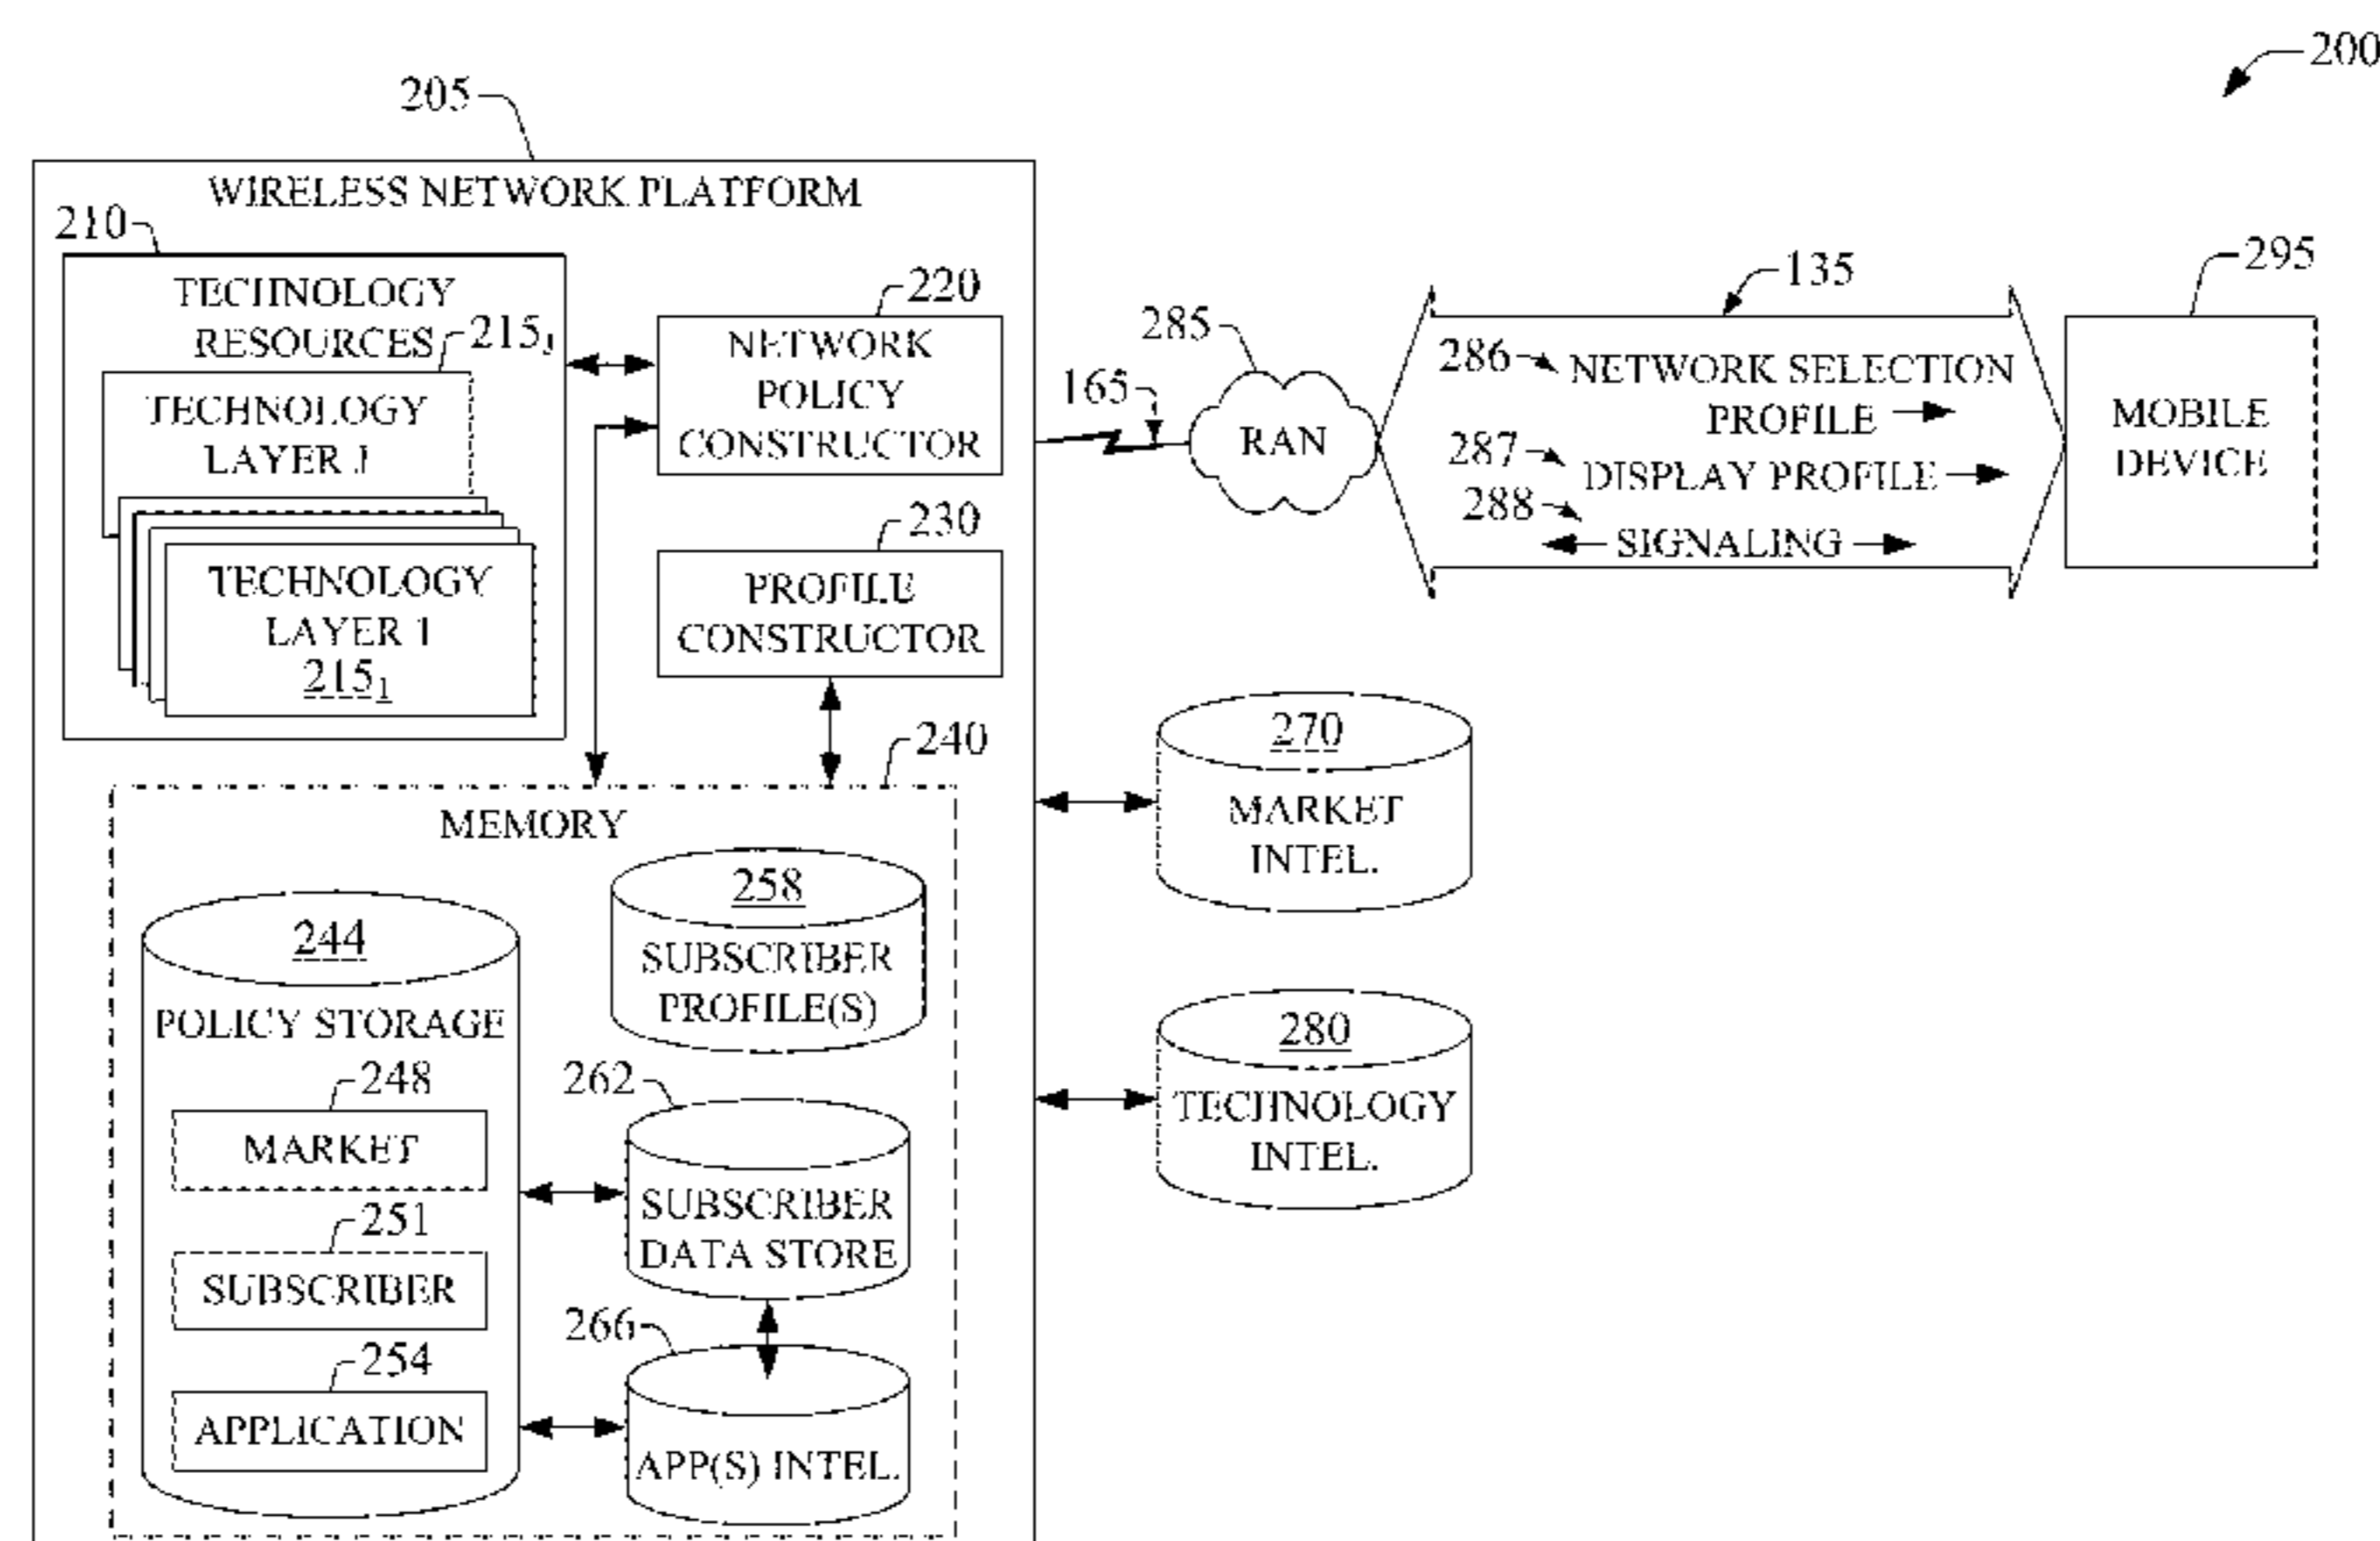 200
205
WIRELESS NETWORK PLATFORM
210
TECHNOLOGY
RESOURCES
215J
TECHNOLOGY
LAYER J
TECHNOLOGY
LAYER 1
2151
220
NETWORK
POLICY
CONSTRUCTOR
230
PROFILE
CONSTRUCTOR
165
285
RAN
135
286
NETWORK SELECTION
PROFILE
287
DISPLAY PROFILE
288
SIGNALING
295
MOBILE
DEVICE
240
MEMORY
244
POLICY STORAGE
248
MARKET
251
SUBSCRIBER
254
APPLICATION
258
SUBSCRIBER
PROFILE(S)
262
SUBSCRIBER
DATA STORE
266
APP(S) INTEL.
270
MARKET
INTEL.
280
TECHNOLOGY
INTEL.